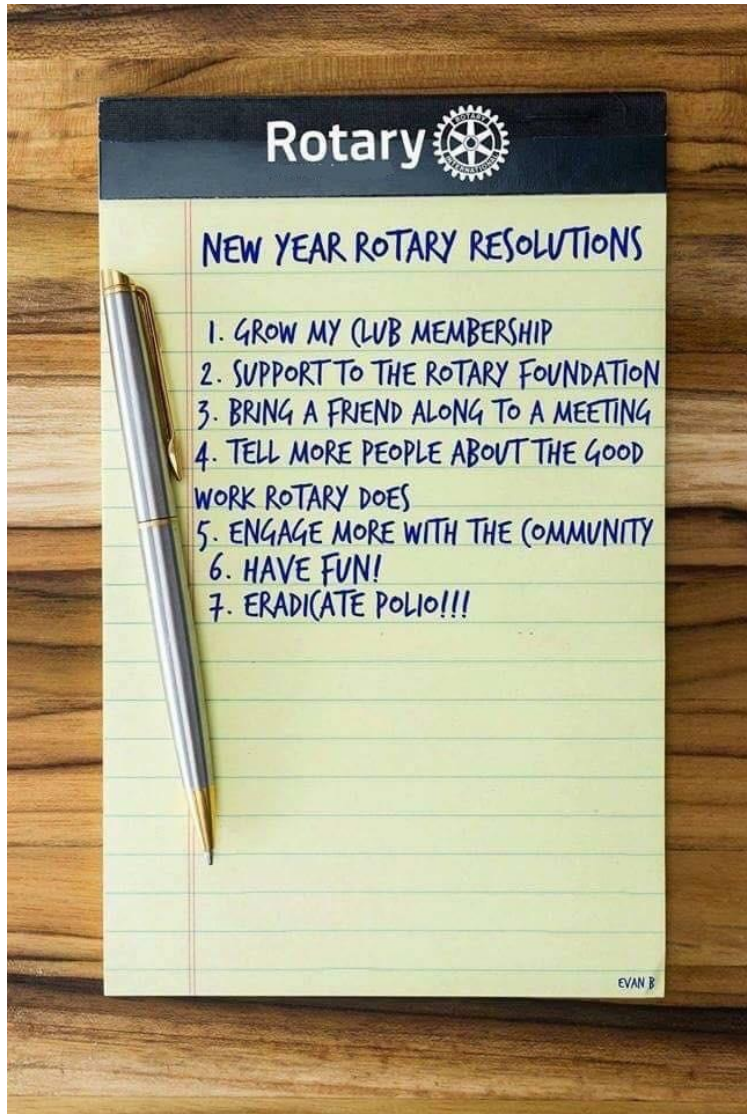 Rotary
ROTARY
INTERNATIONAL
NEW YEAR ROTARY RESOLUTIONS
1. GROW MY CLUB MEMBERSHIP
2. SUPPORT TO THE ROTARY FOUNDATION
3. BRING A FRIEND ALONG TO A MEETING
4. TELL MORE PEOPLE ABOUT THE GOOD
WORK ROTARY DOES
5. ENGAGE MORE WITH THE COMMUNITY
6. HAVE FUN!
7. ERADICATE POLIO!!!
EVAN B